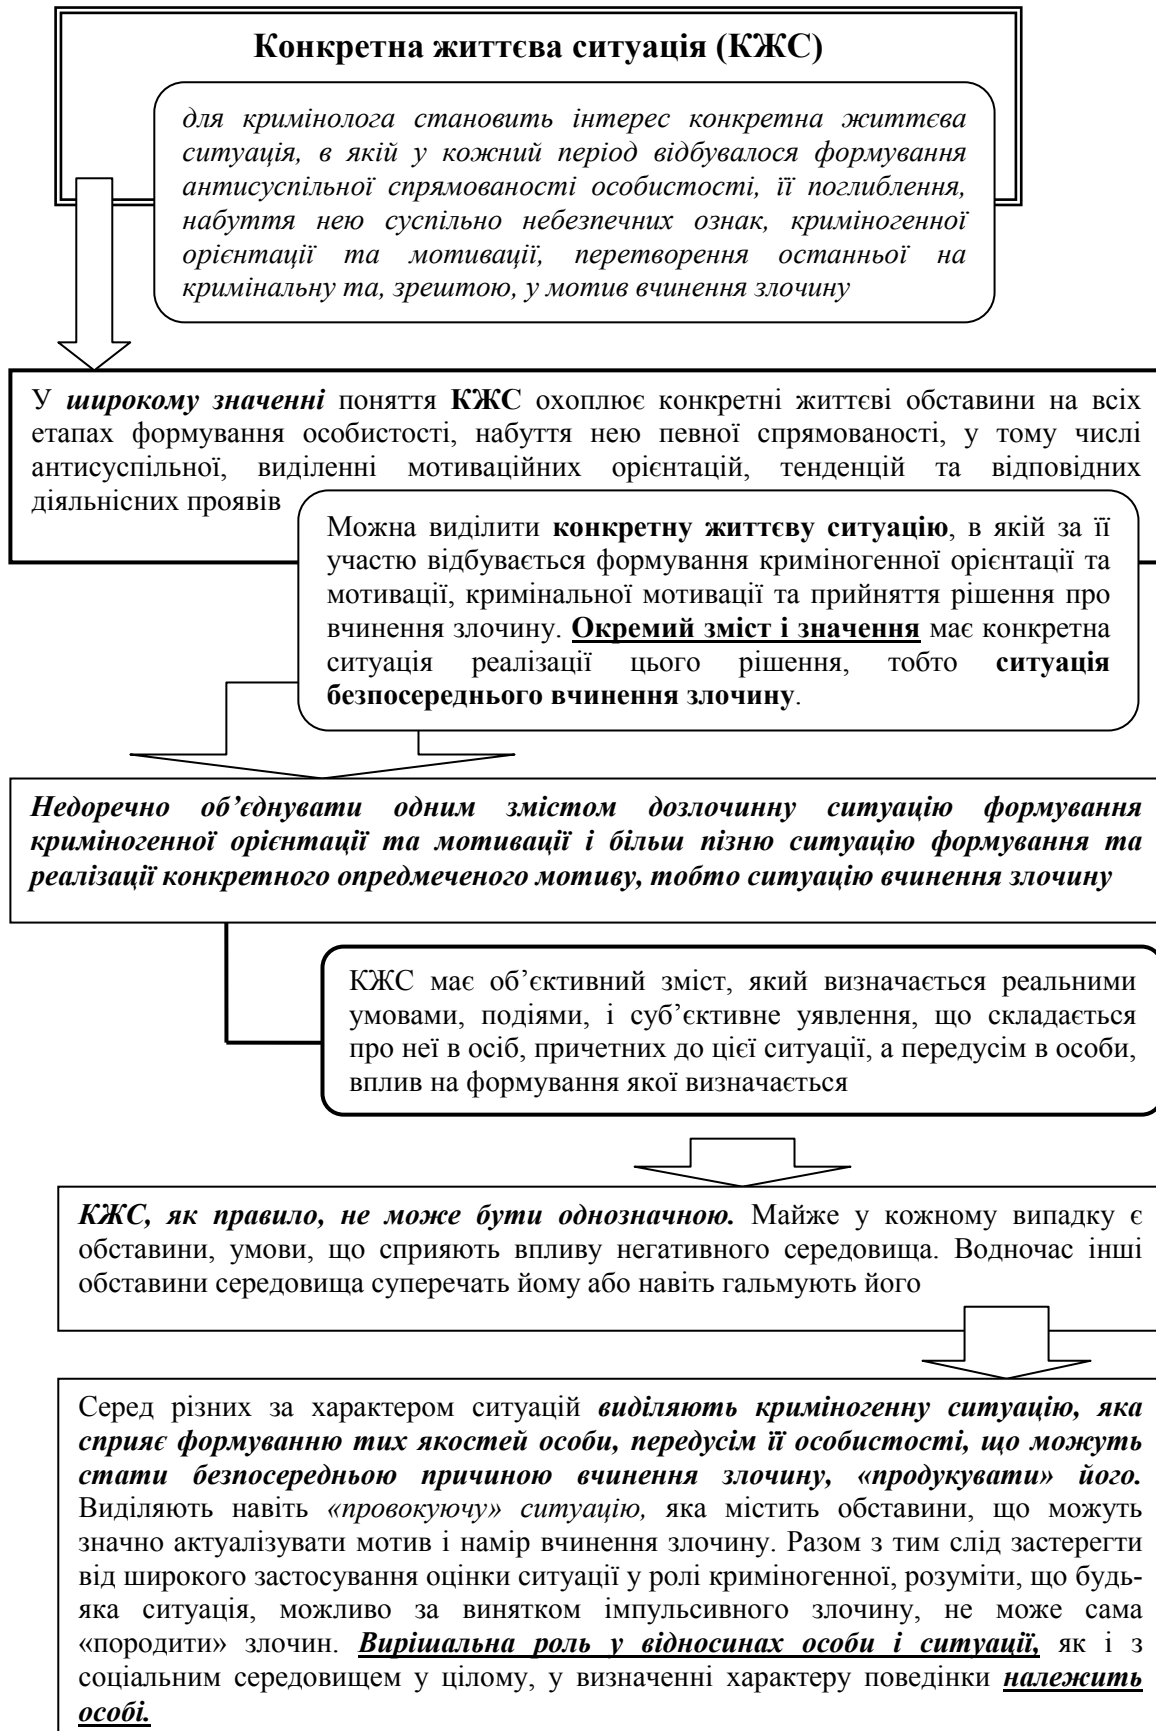 Конкретна життєва ситуація (КЖС)
для кримінолога становить інтерес конкретна життєва
ситуація, в якій у кожний період відбувалося формування
антисуспільної спрямованості особистості, її поглиблення,
набуття нею суспільно небезпечних ознак, криміногенної
орієнтації та мотивації, перетворення останньої на
кримінальну та, зрештою, у мотив вчинення злочину
У широкому значенні поняття КЖС охоплює конкретні життєві обставини на всіх
етапах формування особистості, набуття нею певної спрямованості, у тому числі
антисуспільної, виділенні мотиваційних орієнтацій, тенденцій та відповідних
діяльнісних проявів
Можна виділити конкретну життєву ситуацію, в якій за її
участю відбувається формування криміногенної орієнтації та
мотивації, кримінальної мотивації та прийняття рішення про
вчинення злочину. Окремий зміст і значення має конкретна
ситуація реалізації цього рішення, тобто ситуація
безпосереднього вчинення злочину.
Недоречно об’єднувати одним змістом дозлочинну ситуацію формування
криміногенної орієнтації та мотивації і більш пізню ситуацію формування та
реалізації конкретного опредмеченого мотиву, тобто ситуацію вчинення злочину
КЖС має об’єктивний зміст, який визначається реальними
умовами, подіями, і суб’єктивне уявлення, що складається
про неї в осіб, причетних до цієї ситуації, а передусім в особи,
вплив на формування якої визначається
КЖС, як правило, не може бути однозначною. Майже у кожному випадку є
обставини, умови, що сприяють впливу негативного середовища. Водночас інші
обставини середовища суперечать йому або навіть гальмують його
Серед різних за характером ситуацій виділяють криміногенну ситуацію, яка
сприяє формуванню тих якостей особи, передусім її особистості, що можуть
стати безпосередньою причиною вчинення злочину, «продукувати» його.
Виділяють навіть «провокуючу» ситуацію, яка містить обставини, що можуть
значно актуалізувати мотив і намір вчинення злочину. Разом з тим слід застерегти
від широкого застосування оцінки ситуації у ролі криміногенної, розуміти, що будь-
яка ситуація, можливо за винятком імпульсивного злочину, не може сама
«породити» злочин. Вирішальна роль у відносинах особи і ситуації, як і з
соціальним середовищем у цілому, у визначенні характеру поведінки належить
особі.